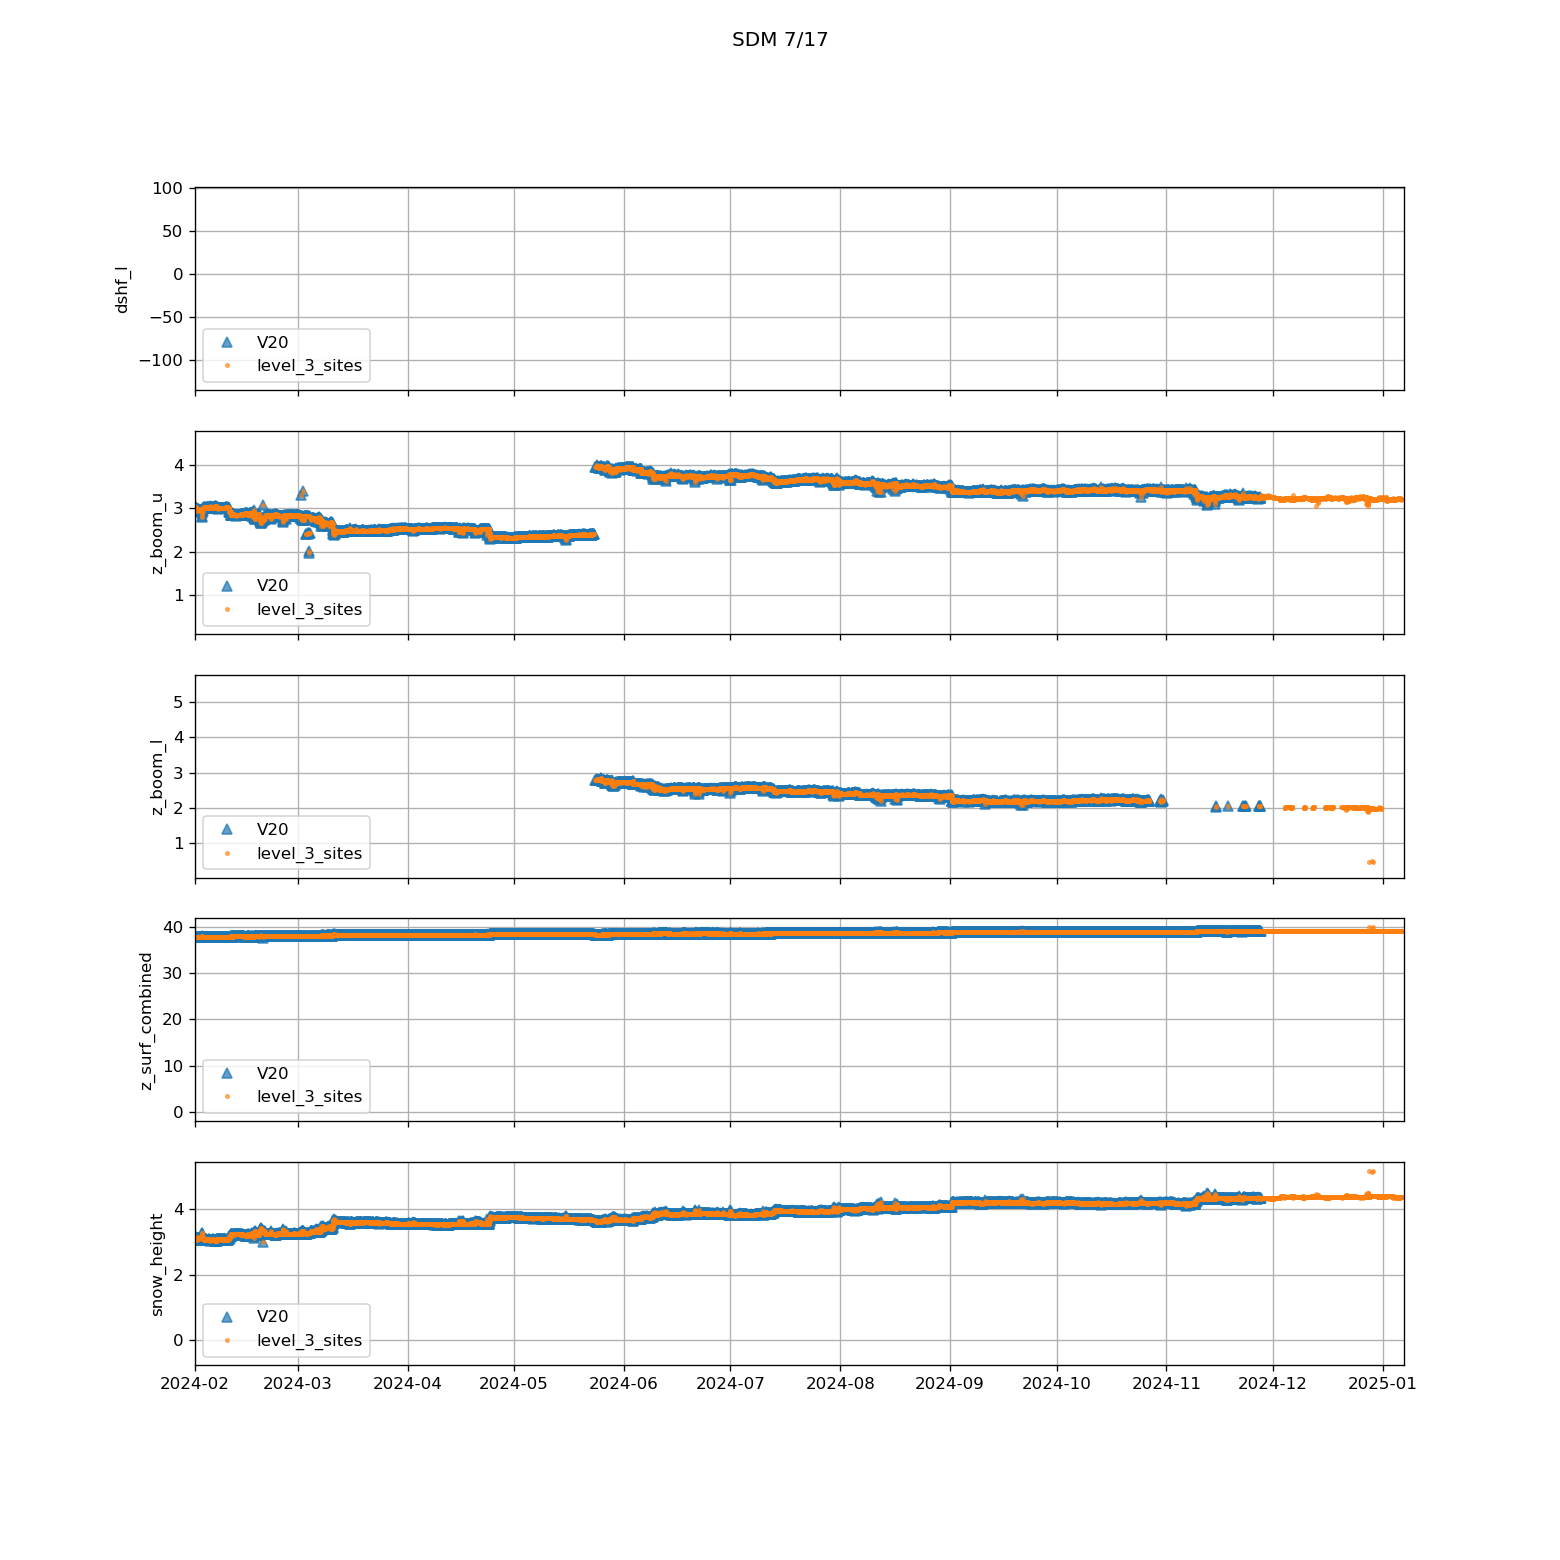 SDM 7/17
100
50
0
−50
−100
dshf_l
V20
level_3_sites
4
3
2
1
z_boom_u
V20
level_3_sites
5
4
3
2
1
z_boom_l
V20
level_3_sites
40
30
20
10
0
z_surf_combined
V20
level_3_sites
4
2
0
snow_height
V20
level_3_sites
2024-02 2024-03 2024-04 2024-05 2024-06 2024-07 2024-08 2024-09 2024-10 2024-11 2024-12 2025-01